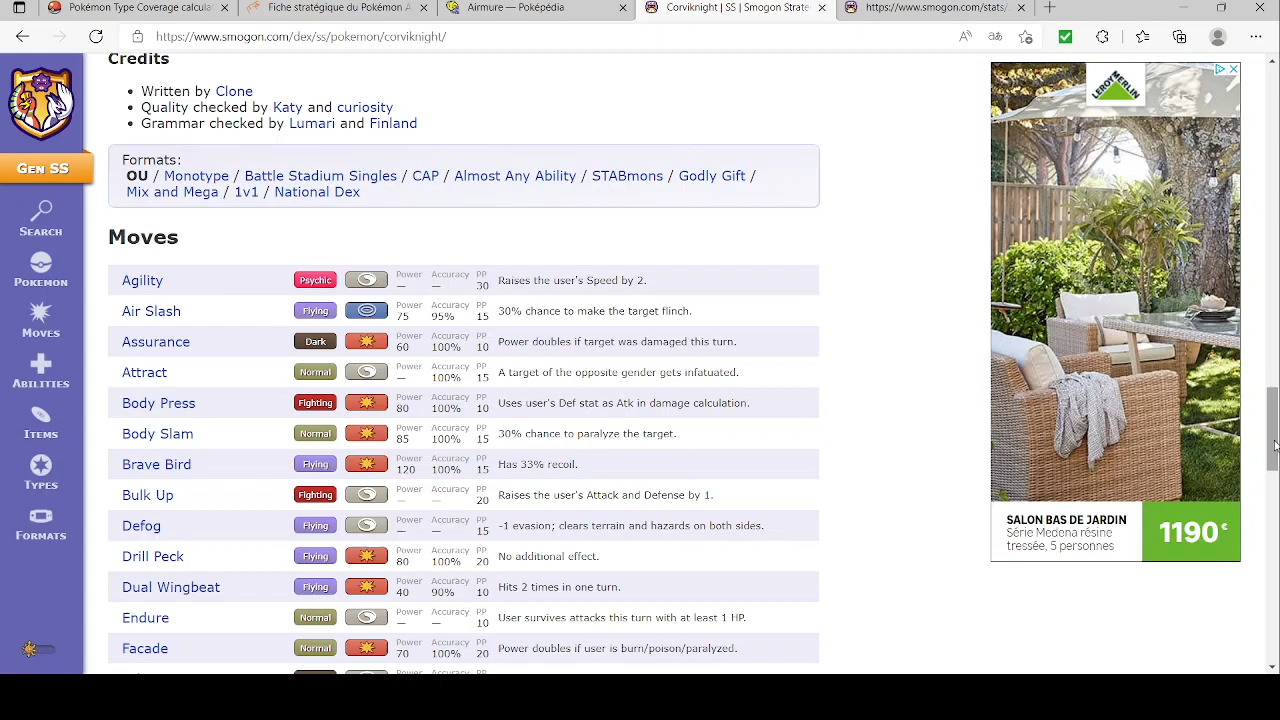 Pokémon Type Coverage calcula
Fiche stratégique du Pokémon A
Airmure — Poképédia
Corviknight | SS | Smogon Strate
https://www.smogon.com/stats/
https://www.smogon.com/dex/ss/pokemon/corviknight/
GEN SS
SEARCH
POKEMON
MOVES
ABILITIES
ITEMS
TYPES
FORMATS
Credits
Written by Clone
Quality checked by Katy and curiosity
Grammar checked by Lumari and Finland
Formats:
OU / Monotype / Battle Stadium Singles / CAP / Almost Any Ability / STABmons / Godly Gift /
Mix and Mega / 1v1 / National Dex
Moves
Agility Psychic Power — Accuracy — PP 30 Raises the user's Speed by 2.
Air Slash Flying Power 75 Accuracy 95% PP 15 30% chance to make the target flinch.
Assurance Dark Power 60 Accuracy 100% PP 10 Power doubles if target was damaged this turn.
Attract Normal Power — Accuracy 100% PP 15 A target of the opposite gender gets infatuated.
Body Press Fighting Power 80 Accuracy 100% PP 10 Uses user's Def stat as Atk in damage calculation.
Body Slam Normal Power 85 Accuracy 100% PP 15 30% chance to paralyze the target.
Brave Bird Flying Power 120 Accuracy 100% PP 15 Has 33% recoil.
Bulk Up Fighting Power — Accuracy — PP 20 Raises the user's Attack and Defense by 1.
Defog Flying Power — Accuracy — PP 15 -1 evasion; clears terrain and hazards on both sides.
Drill Peck Flying Power 80 Accuracy 100% PP 20 No additional effect.
Dual Wingbeat Flying Power 40 Accuracy 90% PP 10 Hits 2 times in one turn.
Endure Normal Power — Accuracy — PP 10 User survives attacks this turn with at least 1 HP.
Facade Normal Power 70 Accuracy 100% PP 20 Power doubles if user is burn/poison/paralyzed.
LEROY MERLIN
SALON BAS DE JARDIN
Série Medena résine
tressée, 5 personnes
1190€